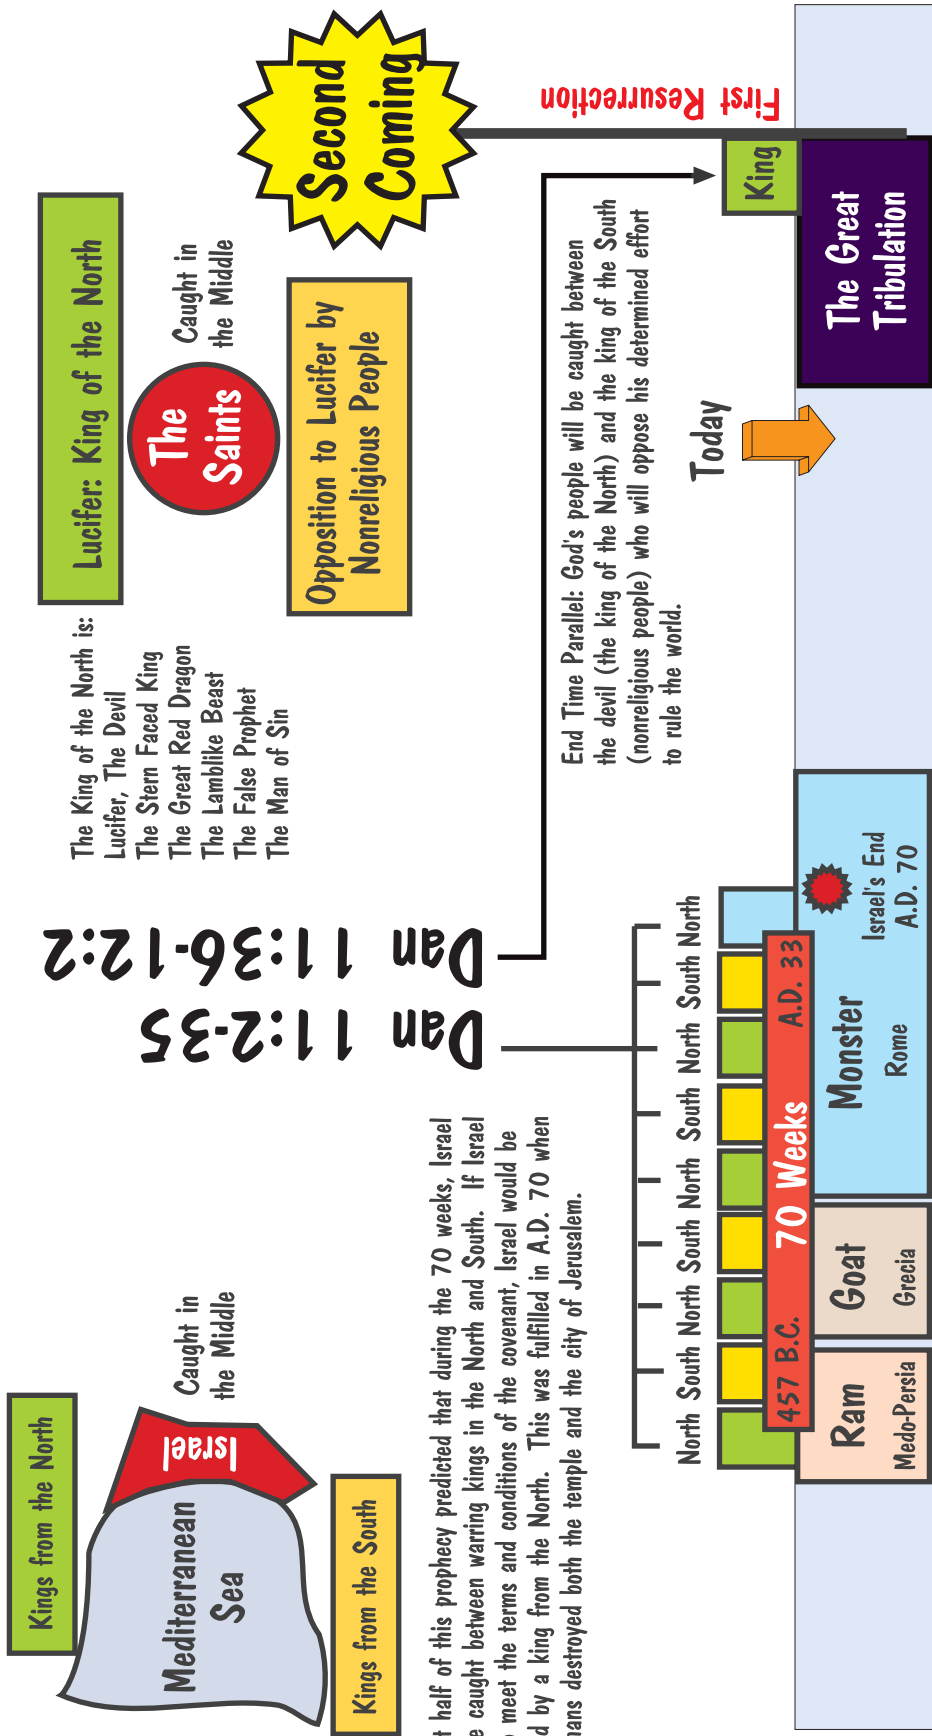 Kings from the North
Mediterranean
Sea
Israel
Caught in
the Middle
Kings from the South
t half of this prophecy predicted that during the 70 weeks, Israel
e caught between warring kings in the North and South. If Israel
o meet the terms and conditions of the covenant, Israel would be
d by a king from the North. This was fulfilled in A.D. 70 when
mans destroyed both the temple and the city of Jerusalem.
Dan 11:2-35
Dan 11:36-12:2
The King of the North is:
Lucifer, The Devil
The Stern Faced King
The Great Red Dragon
The Lamblike Beast
The False Prophet
The Man of Sin
Lucifer: King of the North
The
Saints
Caught in
the Middle
Opposition to Lucifer by
Nonreligious People
Second
Coming
First Resurrection
End Time Parallel: God's people will be caught between
the devil (the king of the North) and the king of the South
(nonreligious people) who will oppose his determined effort
to rule the world.
North South North South North South North South North
Today
King
457 B.C. 70 Weeks A.D. 33
Ram
Medo-Persia
Goat
Grecia
Monster
Rome
Israel's End
A.D. 70
The Great
Tribulation